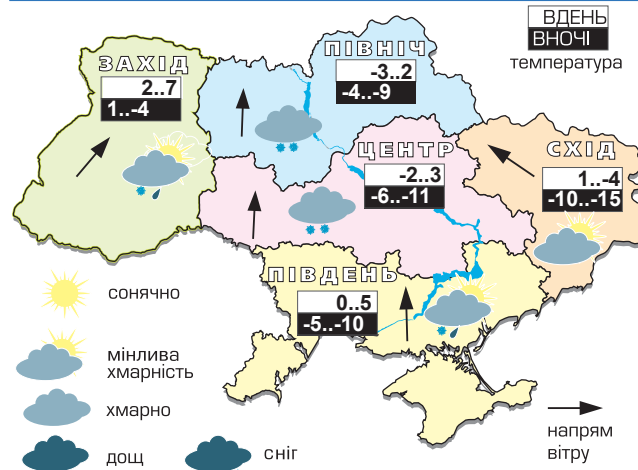 ВДЕНЬ
ВНОЧІ
температура
ПІВНІЧ
-3..2
-4..-9
ЗАХІД
2..7
1..-4
ЦЕНТР
-2..3
-6..-11
СХІД
1..-4
-10..-15
ПІВДЕНЬ
0..5
-5..-10
сонячно
мінлива
хмарність
хмарно
дощ
сніг
напрям
вітру